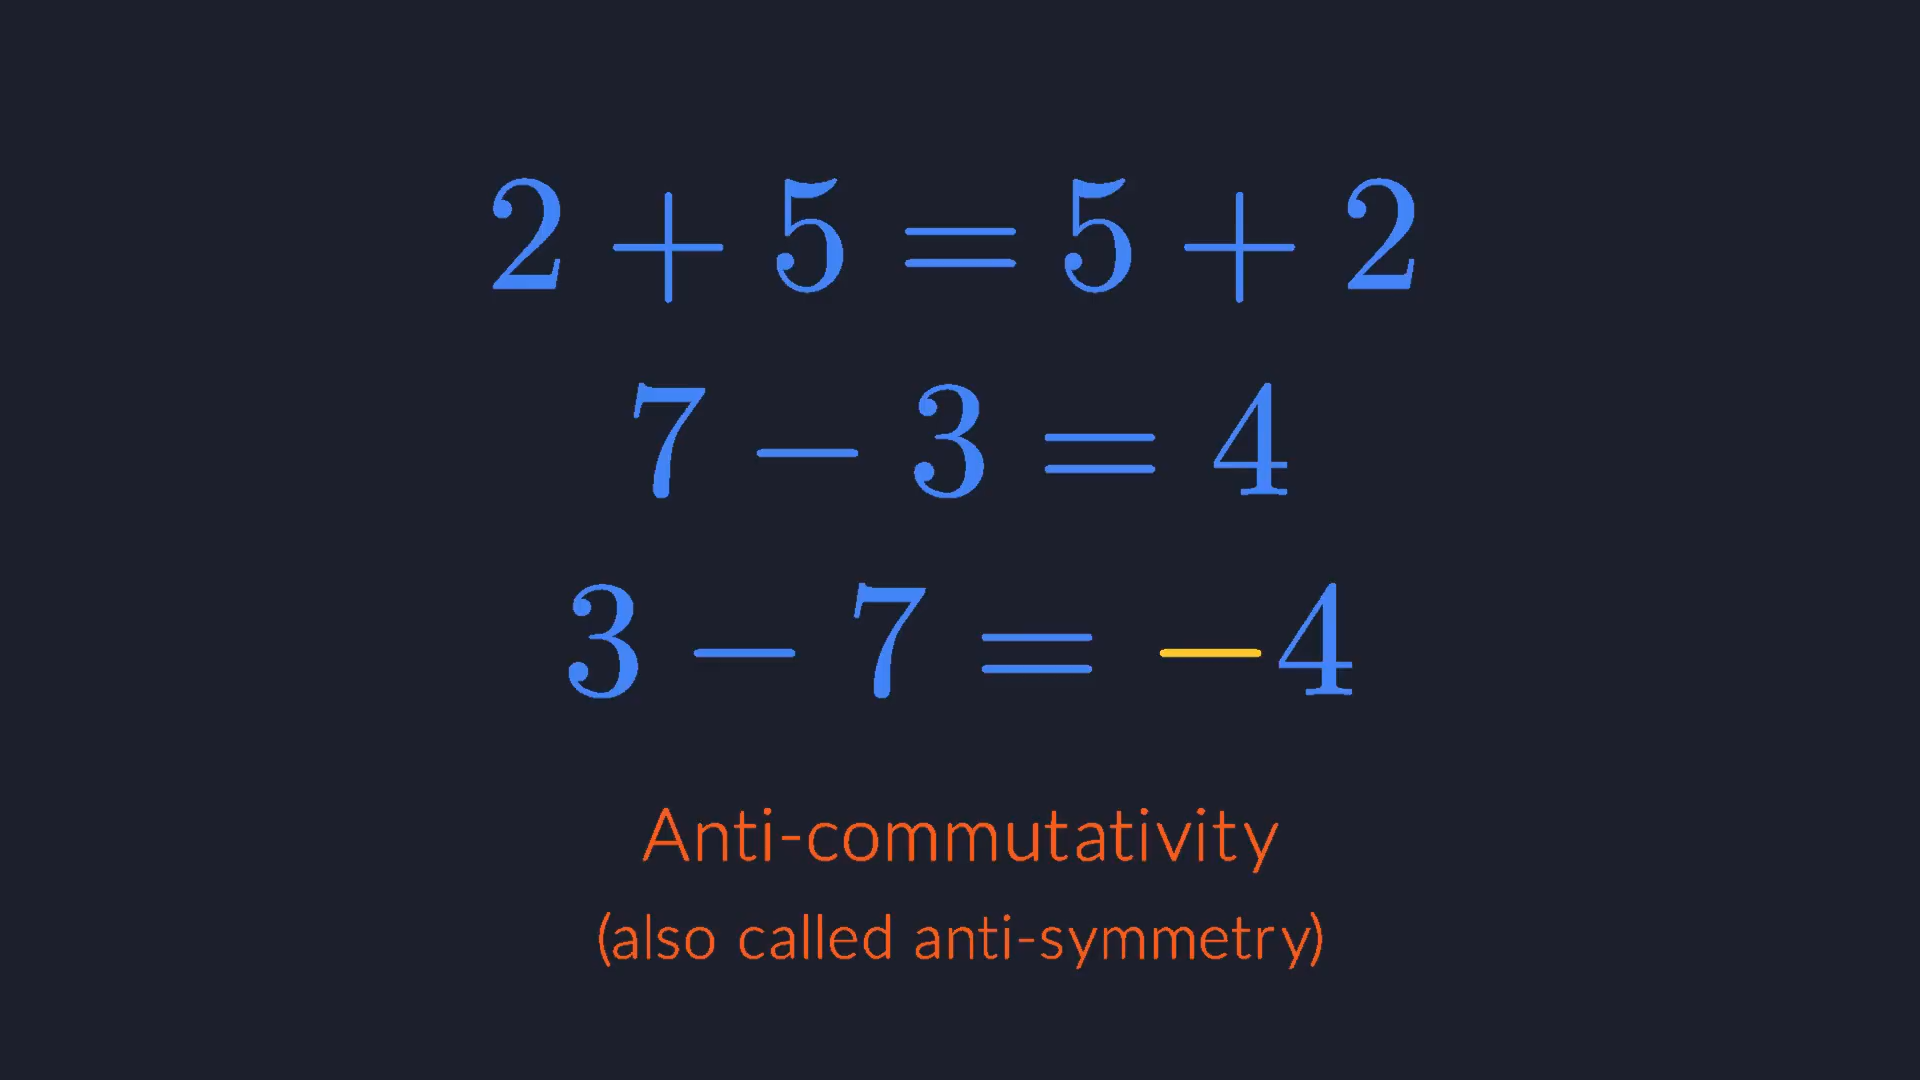 2 + 5 = 5 + 2
7 − 3 = 4
3 − 7 = −4
Anti-commutativity
(also called anti-symmetry)